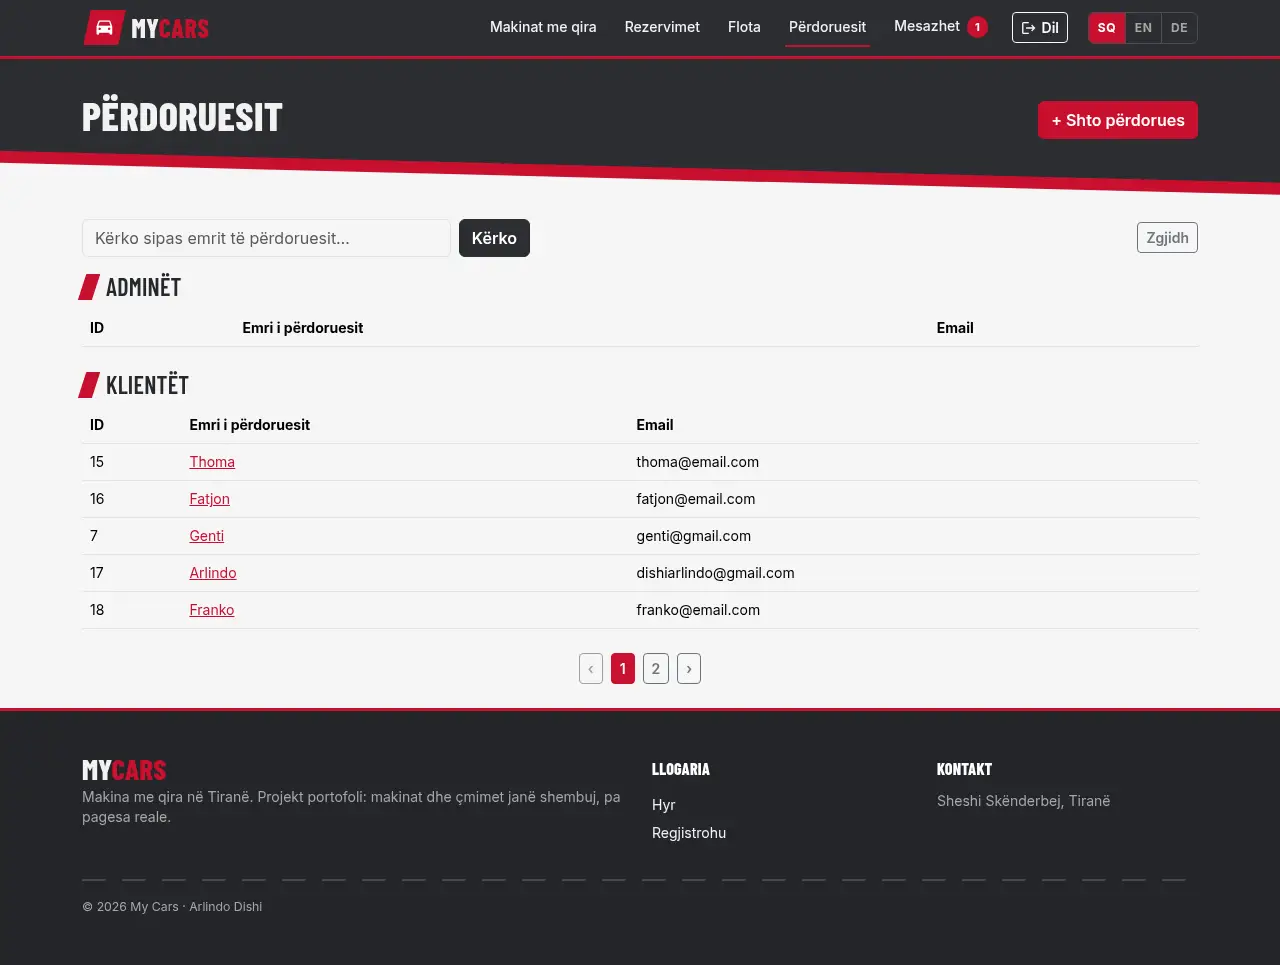 MYCARS
Makinat me qira
Rezervimet
Flota
Përdoruesit
Mesazhet 1
Dil
SQ EN DE
PËRDORUESIT
+ Shto përdorues
Kërko sipas emrit të përdoruesit...
Kërko
Zgjidh
ADMINËT
ID Emri i përdoruesit Email
KLIENTËT
ID Emri i përdoruesit Email
15 Thoma thoma@email.com
16 Fatjon fatjon@email.com
7 Genti genti@gmail.com
17 Arlindo dishiarlindo@gmail.com
18 Franko franko@email.com
‹ 1 2 ›
MYCARS
Makina me qira në Tiranë. Projekt portofoli: makinat dhe çmimet janë shembuj, pa
pagesa reale.
LLOGARIA
Hyr
Regjistrohu
KONTAKT
Sheshi Skënderbej, Tiranë
© 2026 My Cars · Arlindo Dishi